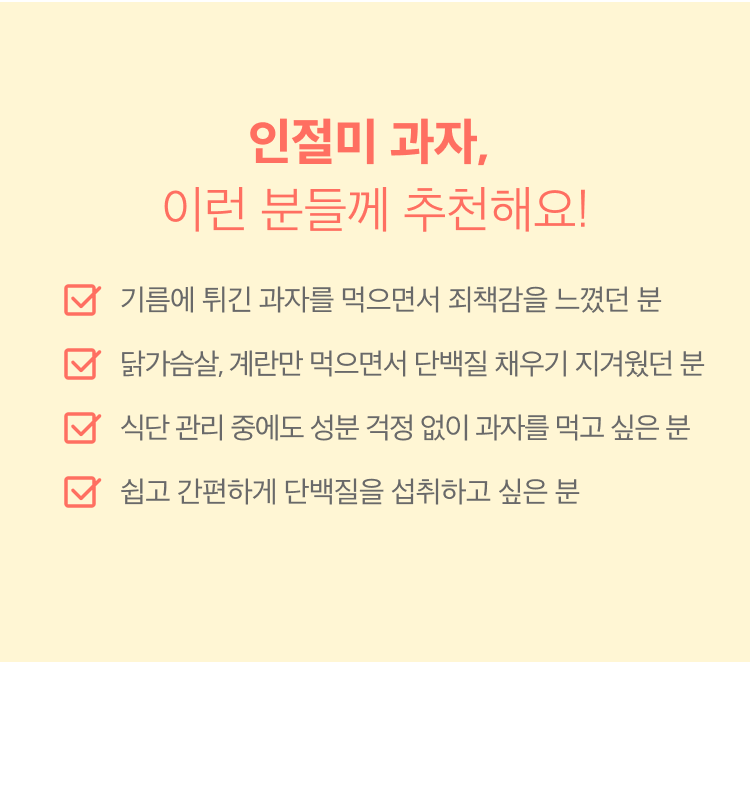 인절미 과자,
이런 분들께 추천해요!
기름에 튀긴 과자를 먹으면서 죄책감을 느꼈던 분
닭가슴살, 계란만 먹으면서 단백질 채우기 지겨웠던 분
식단 관리 중에도 성분 걱정 없이 과자를 먹고 싶은 분
쉽고 간편하게 단백질을 섭취하고 싶은 분